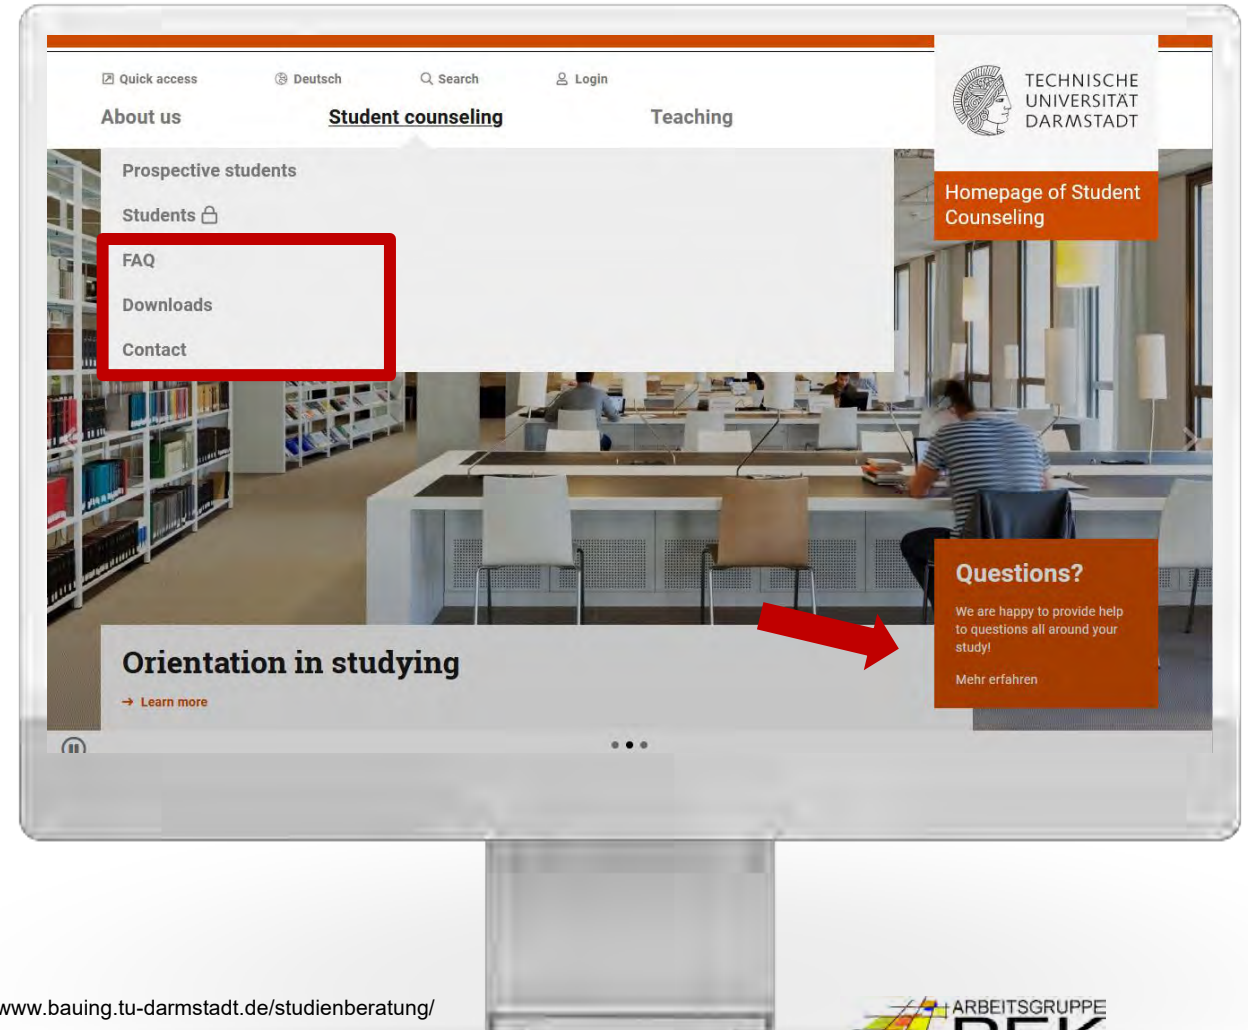 Quick access
Deutsch
Search
Login
About us
Student counseling
Teaching
TECHNISCHE
UNIVERSITÄT
DARMSTADT
Prospective students
Students
FAQ
Downloads
Contact
Homepage of Student
Counseling
Questions?
We are happy to provide help
to questions all around your
study!
Mehr erfahren
Orientation in studying
→ Learn more
www.bauing.tu-darmstadt.de/studienberatung/
ARBEITSGRUPPE